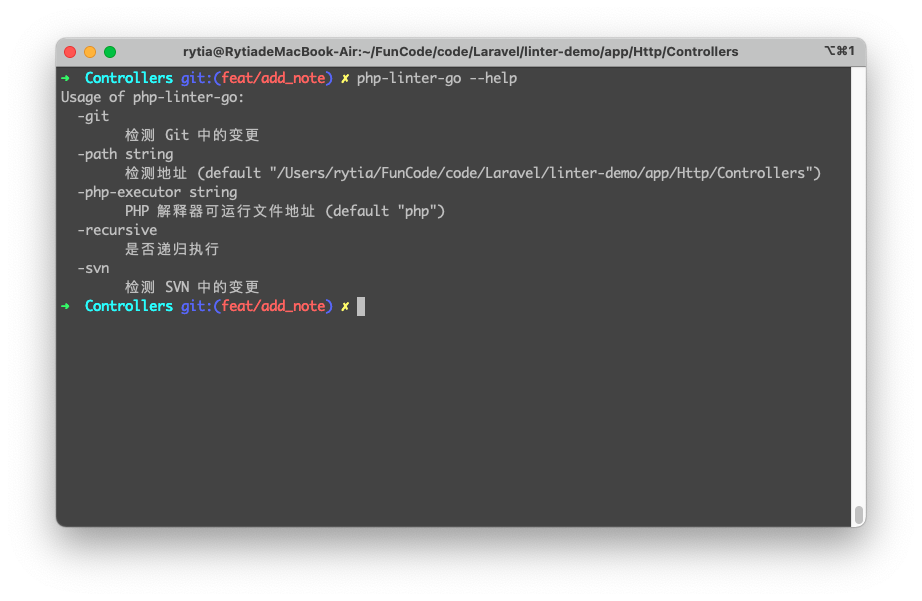 rytia@RytiadeMacBook-Air:~/FunCode/code/Laravel/linter-demo/app/Http/Controllers ⌥⌘1
➜ Controllers git:(feat/add_note) ✗ php-linter-go --help
Usage of php-linter-go:
-git
检测 Git 中的变更
-path string
检测地址 (default "/Users/rytia/FunCode/code/Laravel/linter-demo/app/Http/Controllers")
-php-executor string
PHP 解释器可运行文件地址 (default "php")
-recursive
是否递归执行
-svn
检测 SVN 中的变更
➜ Controllers git:(feat/add_note) ✗